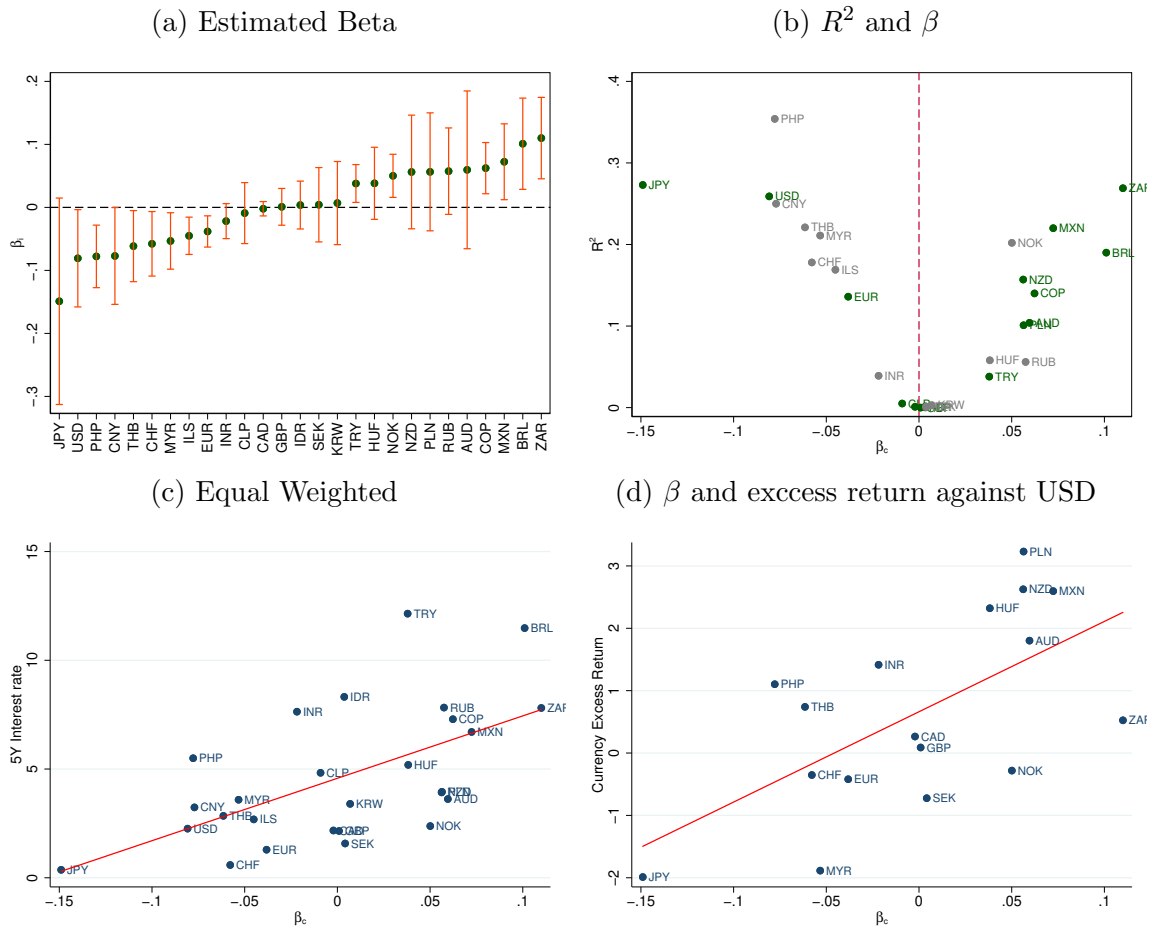 (a) Estimated Beta
.2
.1
0
-.1
-.2
-.3
βᵢ
JPY
USD
PHP
CNY
THB
CHF
MYR
ILS
EUR
INR
CLP
CAD
GBP
IDR
SEK
KRW
TRY
HUF
NOK
NZD
PLN
RUB
AUD
COP
MXN
BRL
ZAR
(b) R² and β
.4
.3
.2
.1
0
R²
PHP
JPY
USD
CNY
ZAR
THB
MYR
MXN
NOK
BRL
CHF
ILS
NZD
EUR
COP
AUD
PLN
HUF
RUB
INR
TRY
CLP
KRW
-.15
-.1
-.05
0
.05
.1
β꜀
(c) Equal Weighted
15
10
5
0
5Y Interest rate
TRY
BRL
IDR
INR
RUB
ZAR
COP
MXN
PHP
HUF
CLP
NZD
AUD
MYR
KRW
CNY
THB
ILS
NOK
USD
GBP
SEK
EUR
CHF
JPY
-.15
-.1
-.05
0
.05
.1
β꜀
(d) β and exccess return against USD
3
2
1
0
-1
-2
Currency Excess Return
PLN
NZD
MXN
HUF
AUD
INR
PHP
THB
ZAR
CAD
GBP
NOK
CHF
EUR
SEK
MYR
JPY
-.15
-.1
-.05
0
.05
.1
β꜀